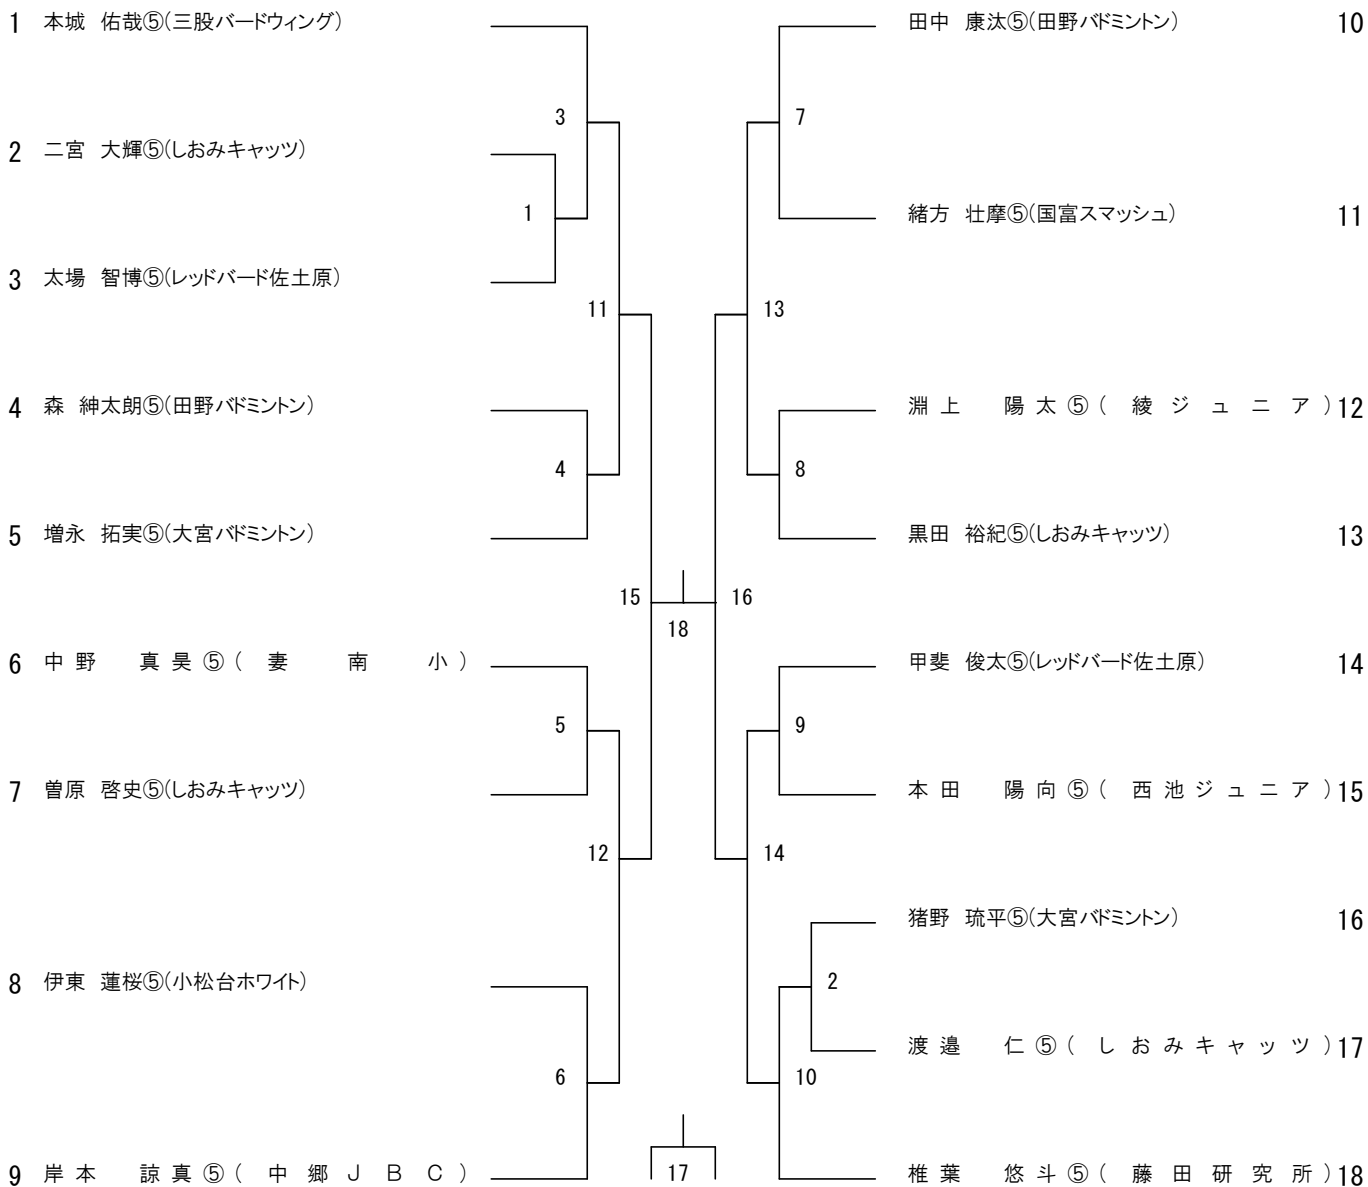 1 本城 佑哉⑤(三股バードウィング)
2 二宮 大輝⑤(しおみキャッツ)
3 太場 智博⑤(レッドバード佐土原)
4 森 紳太朗⑤(田野バドミントン)
5 増永 拓実⑤(大宮バドミントン)
6 中野 真昊⑤(妻南小)
7 曽原 啓史⑤(しおみキャッツ)
8 伊東 蓮桜⑤(小松台ホワイト)
9 岸本 諒真⑤(中郷JBC)
3
1
11
4
15
5
12
6
18
17
7
13
8
16
9
14
2
10
田中 康汰⑤(田野バドミントン) 10
緒方 壮摩⑤(国富スマッシュ) 11
淵上 陽太⑤(綾ジュニア) 12
黒田 裕紀⑤(しおみキャッツ) 13
甲斐 俊太⑤(レッドバード佐土原) 14
本田 陽向⑤(西池ジュニア) 15
猪野 琉平⑤(大宮バドミントン) 16
渡邉 仁⑤(しおみキャッツ) 17
椎葉 悠斗⑤(藤田研究所) 18